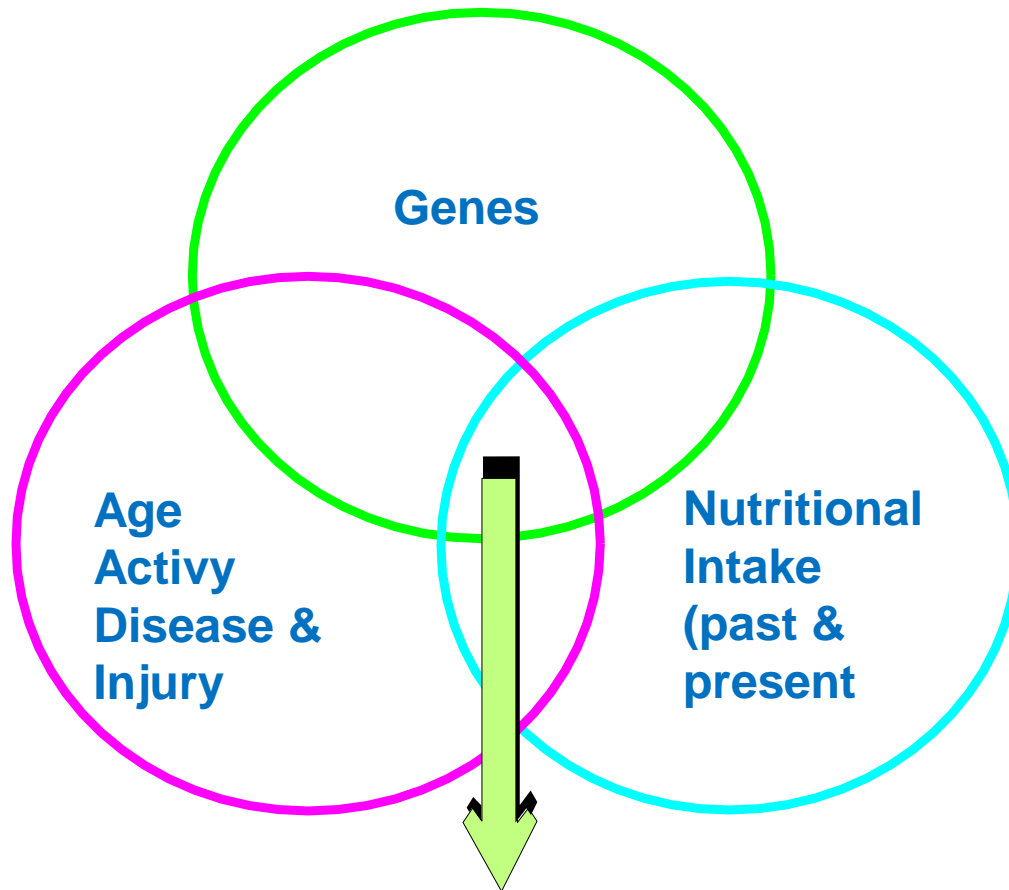 Genes
Age
Activy
Disease &
Injury
Nutritional
Intake
(past &
present